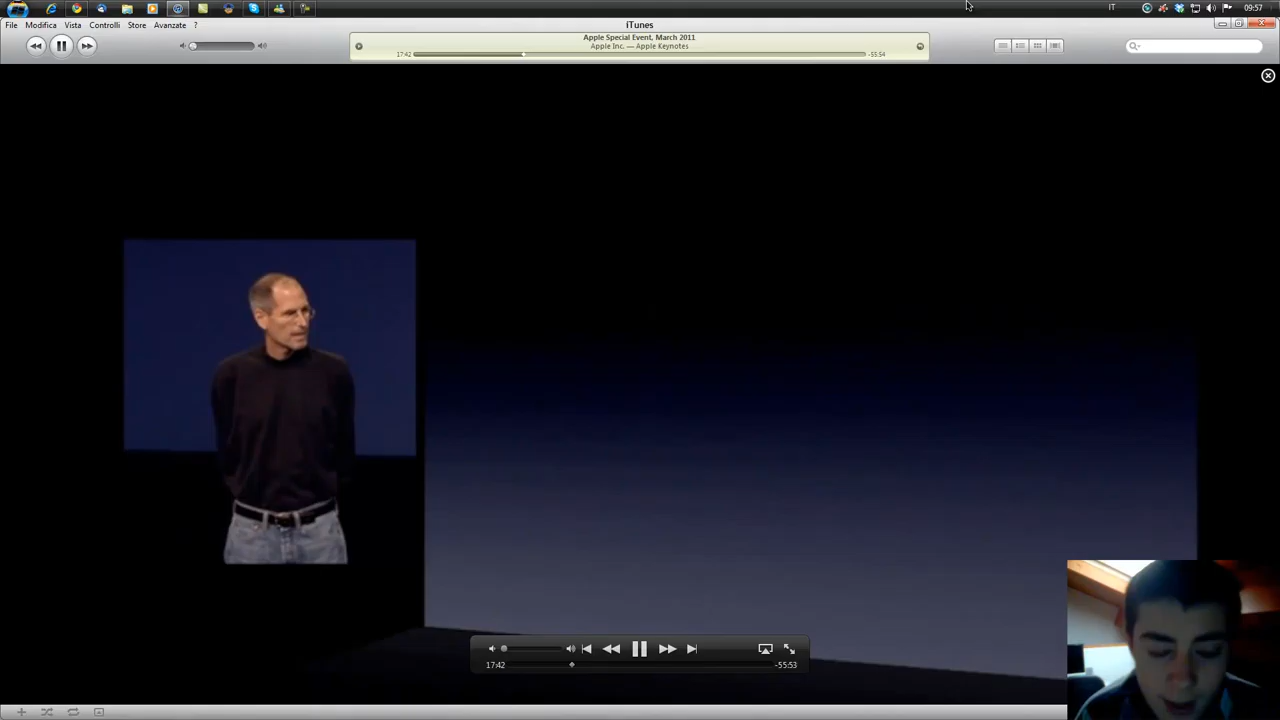 IT
09:57
File Modifica Vista Controlli Store Avanzate ?
iTunes
Apple Special Event, March 2011
Apple Inc. — Apple Keynotes
17:42
-55:54
17:42
-55:53